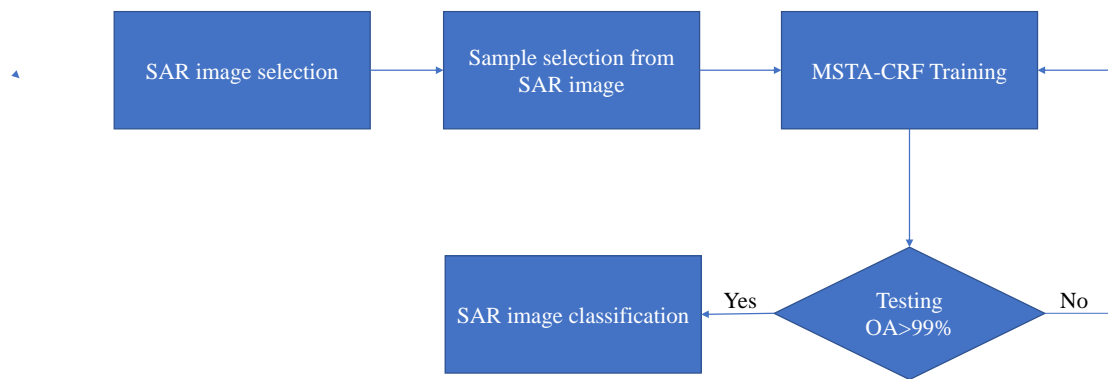 SAR image selection
Sample selection from
SAR image
MSTA-CRF Training
SAR image classification
Yes
Testing
OA>99%
No